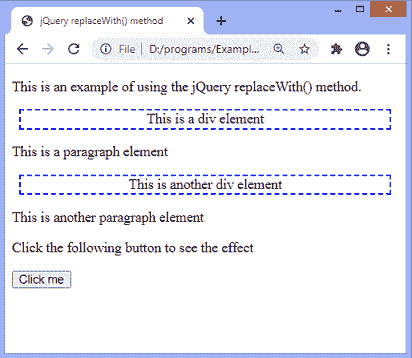 jQuery replaceWith() method
File | D:/programs/Exampl...
This is an example of using the jQuery replaceWith() method.
This is a div element
This is a paragraph element
This is another div element
This is another paragraph element
Click the following button to see the effect
Click me